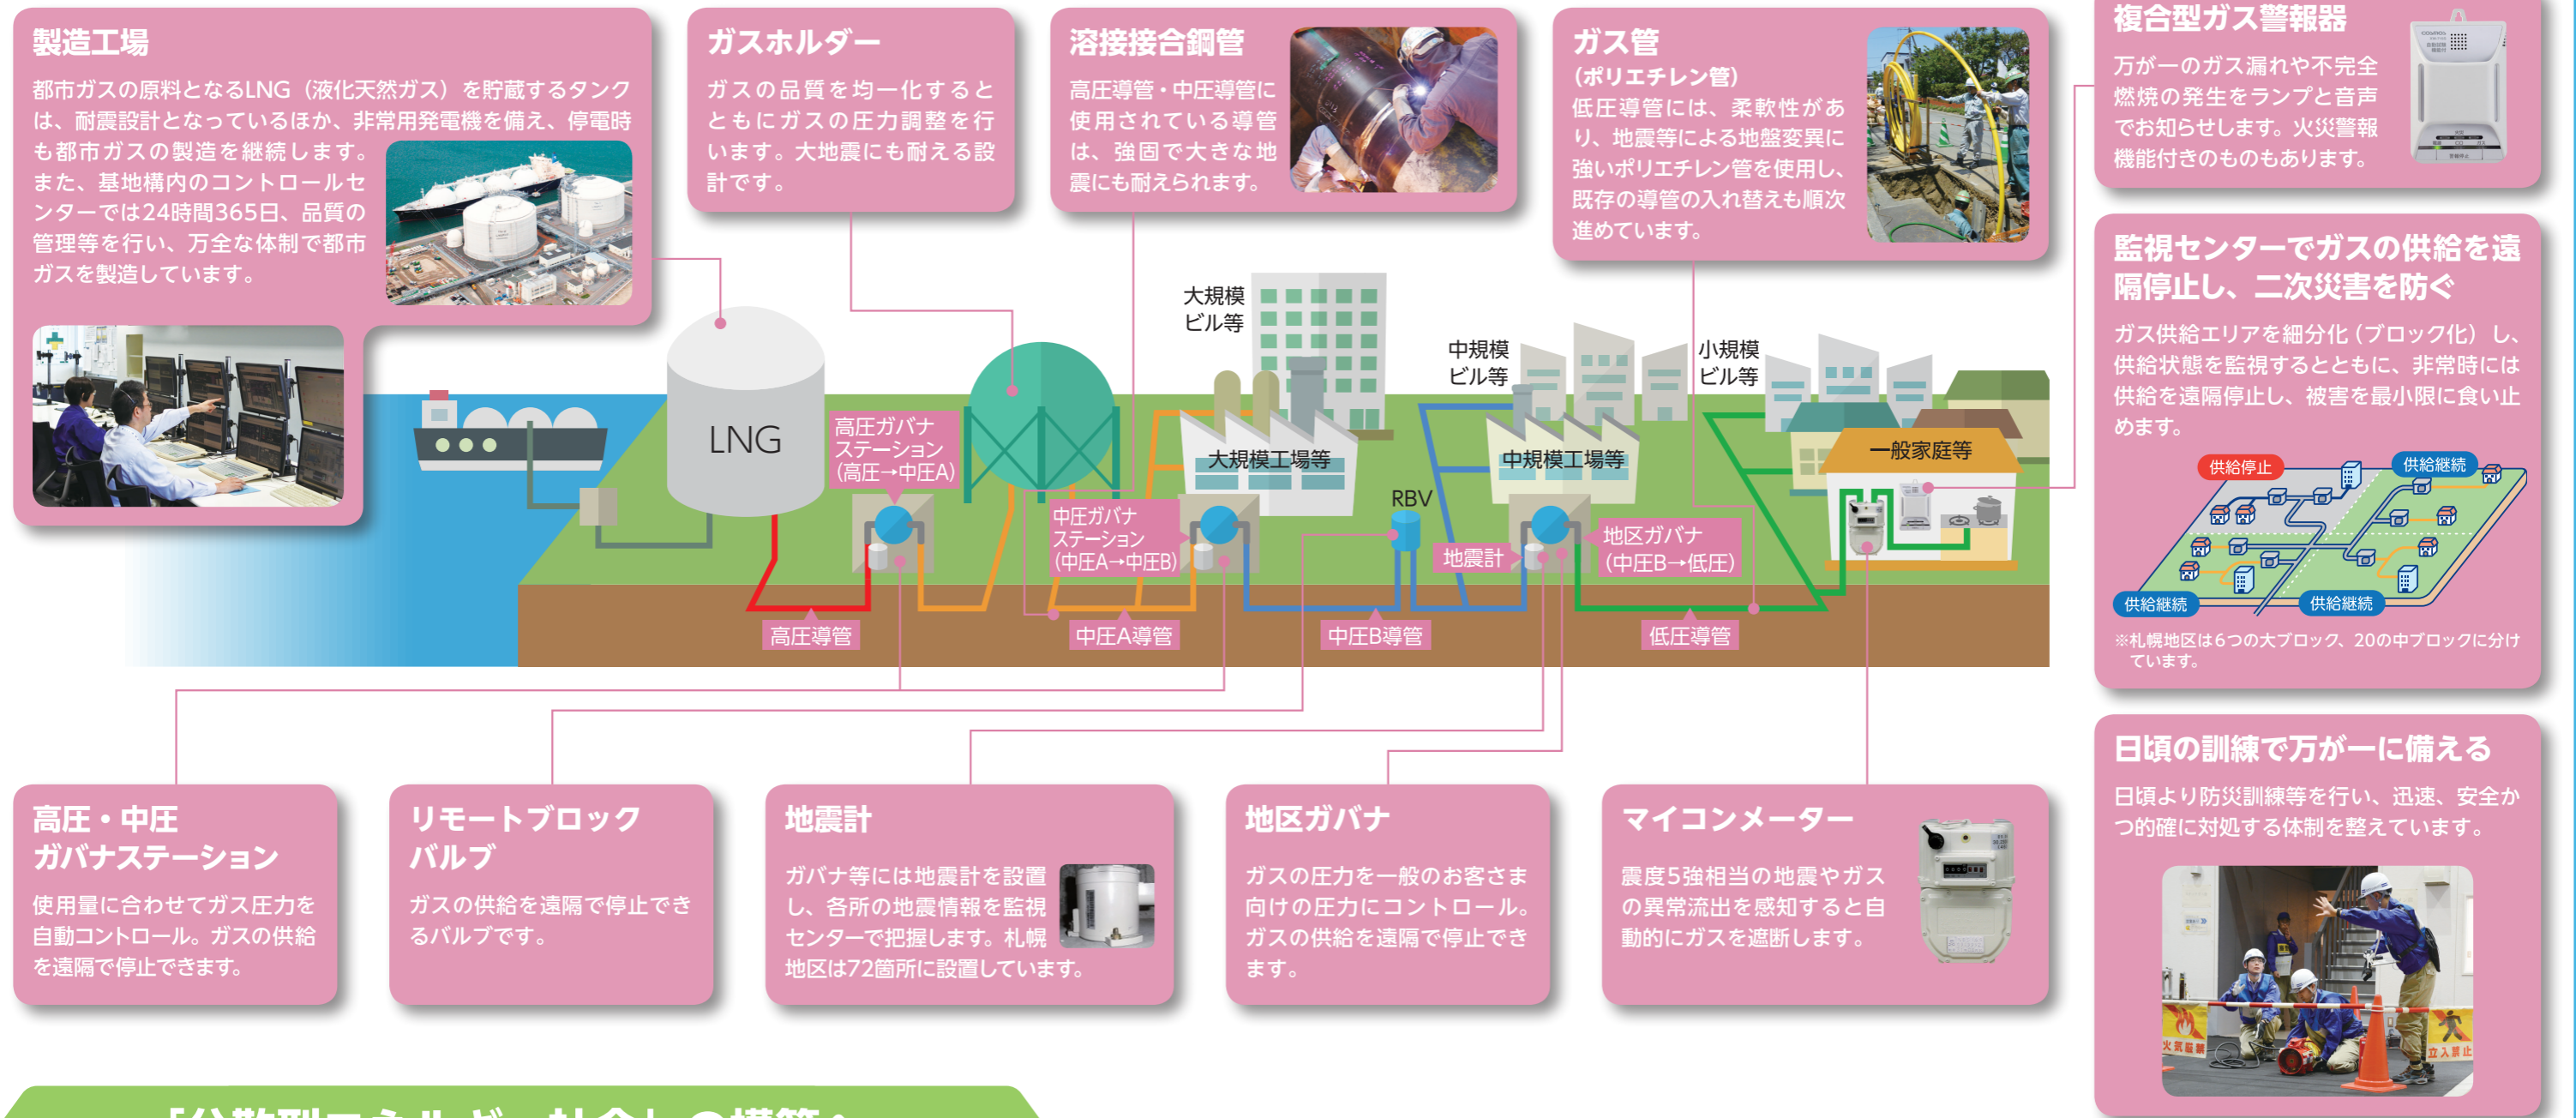 製造工場
都市ガスの原料となるLNG（液化天然ガス）を貯蔵するタンク
は、耐震設計となっているほか、非常用発電機を備え、停電時
も都市ガスの製造を継続します。
また、基地構内のコントロールセ
ンターでは24時間365日、品質の
管理等を行い、万全な体制で都市
ガスを製造しています。
ガスホルダー
ガスの品質を均一化すると
ともにガスの圧力調整を行
います。大地震にも耐える設
計です。
溶接接合鋼管
高圧導管・中圧導管に
使用されている導管
は、強固で大きな地
震にも耐えられます。
ガス管
（ポリエチレン管）
低圧導管には、柔軟性があ
り、地震等による地盤変異に
強いポリエチレン管を使用し、
既存の導管の入れ替えも順次
進めています。
複合型ガス警報器
万が一のガス漏れや不完全
燃焼の発生をランプと音声
でお知らせします。火災警報
機能付きのものもあります。
監視センターでガスの供給を遠
隔停止し、二次災害を防ぐ
ガス供給エリアを細分化（ブロック化）し、
供給状態を監視するとともに、非常時には
供給を遠隔停止し、被害を最小限に食い止
めます。
供給停止
供給継続
供給継続
供給継続
※札幌地区は6つの大ブロック、20の中ブロックに分け
ています。
日頃の訓練で万が一に備える
日頃より防災訓練等を行い、迅速、安全か
つ的確に対処する体制を整えています。
火気厳禁
立入禁止
大規模
ビル等
中規模
ビル等
小規模
ビル等
LNG
高圧ガバナ
ステーション
（高圧→中圧A）
大規模工場等
中規模工場等
一般家庭等
RBV
中圧ガバナ
ステーション
（中圧A→中圧B）
地震計
地区ガバナ
（中圧B→低圧）
高圧導管
中圧A導管
中圧B導管
低圧導管
高圧・中圧
ガバナステーション
使用量に合わせてガス圧力を
自動コントロール。ガスの供給
を遠隔で停止できます。
リモートブロック
バルブ
ガスの供給を遠隔で停止でき
るバルブです。
地震計
ガバナ等には地震計を設置
し、各所の地震情報を監視
センターで把握します。札幌
地区は72箇所に設置しています。
地区ガバナ
ガスの圧力を一般のお客さま
向けの圧力にコントロール。
ガスの供給を遠隔で停止でき
ます。
マイコンメーター
震度5強相当の地震やガス
の異常流出を感知すると自
動的にガスを遮断します。